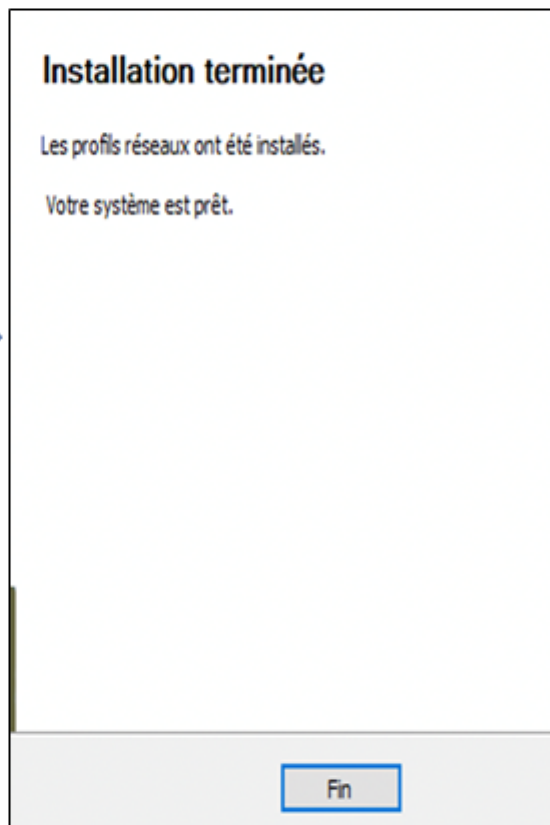 Installation terminée
Les profils réseaux ont été installés.
Votre système est prêt.
Fin